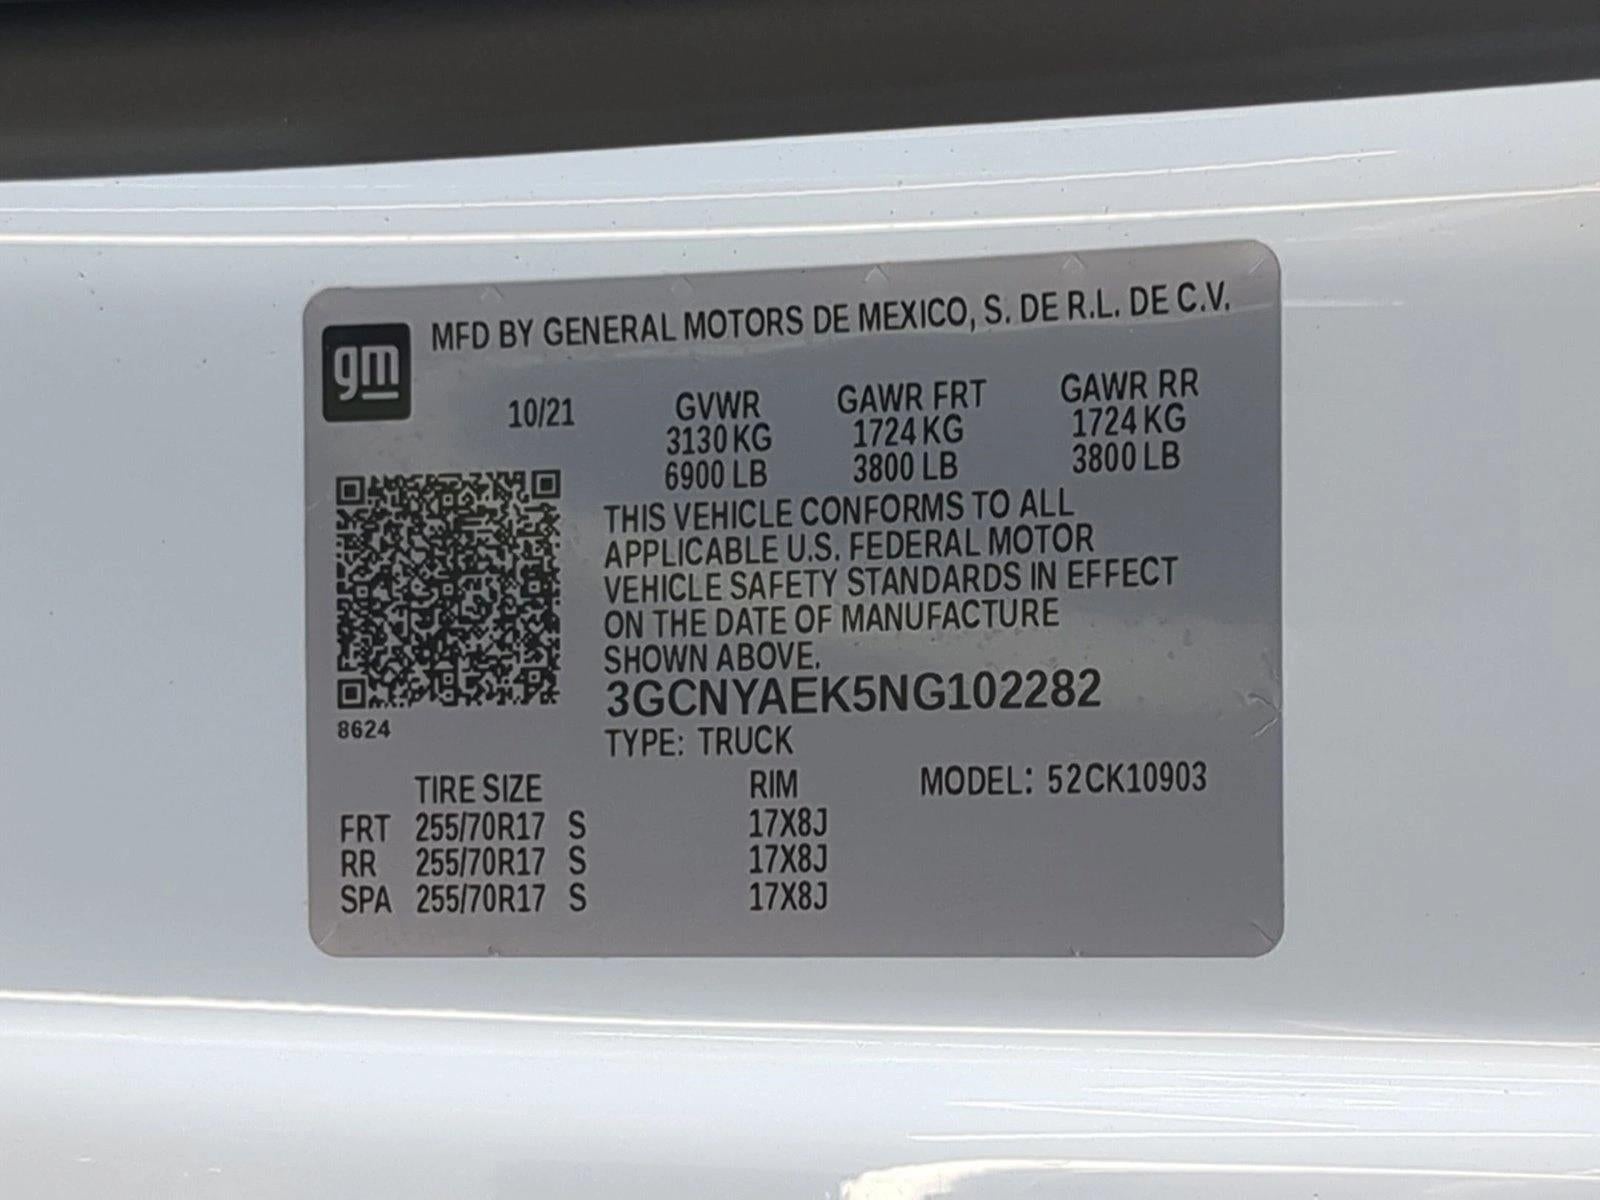 gm
MFD BY GENERAL MOTORS DE MEXICO, S. DE R.L. DE C.V.
10/21 GVWR GAWR FRT GAWR RR
3130 KG 1724 KG 1724 KG
6900 LB 3800 LB 3800 LB
THIS VEHICLE CONFORMS TO ALL
APPLICABLE U.S. FEDERAL MOTOR
VEHICLE SAFETY STANDARDS IN EFFECT
ON THE DATE OF MANUFACTURE
SHOWN ABOVE.
3GCNYAEK5NG102282
8624
TYPE: TRUCK
TIRE SIZE RIM MODEL: 52CK10903
FRT 255/70R17 S 17X8J
RR 255/70R17 S 17X8J
SPA 255/70R17 S 17X8J